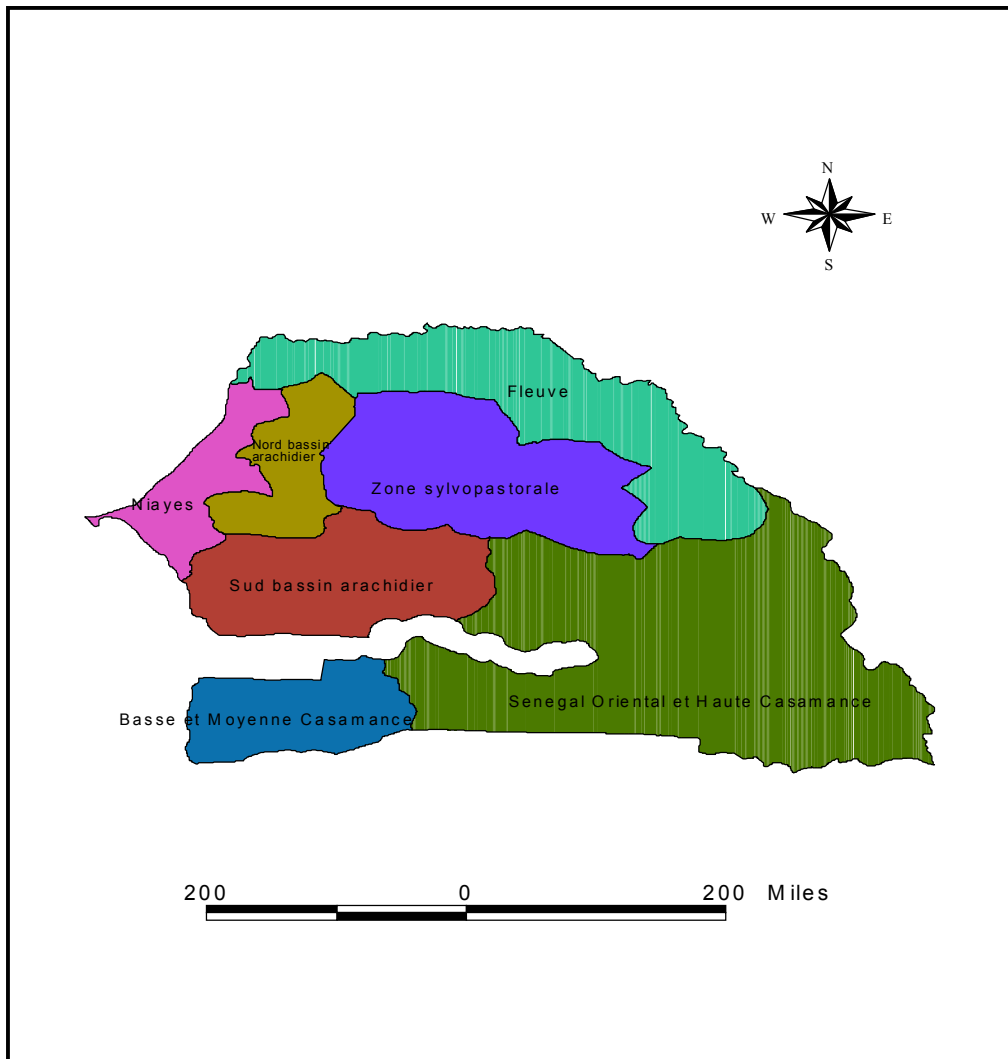 N
W E
S
Fleuve
Nord bassin
arachidier
Zone sylvopastorale
Niayes
Sud bassin arachidier
Senegal Oriental et Haute Casamance
Basse et Moyenne Casamance
200 0 200 Miles